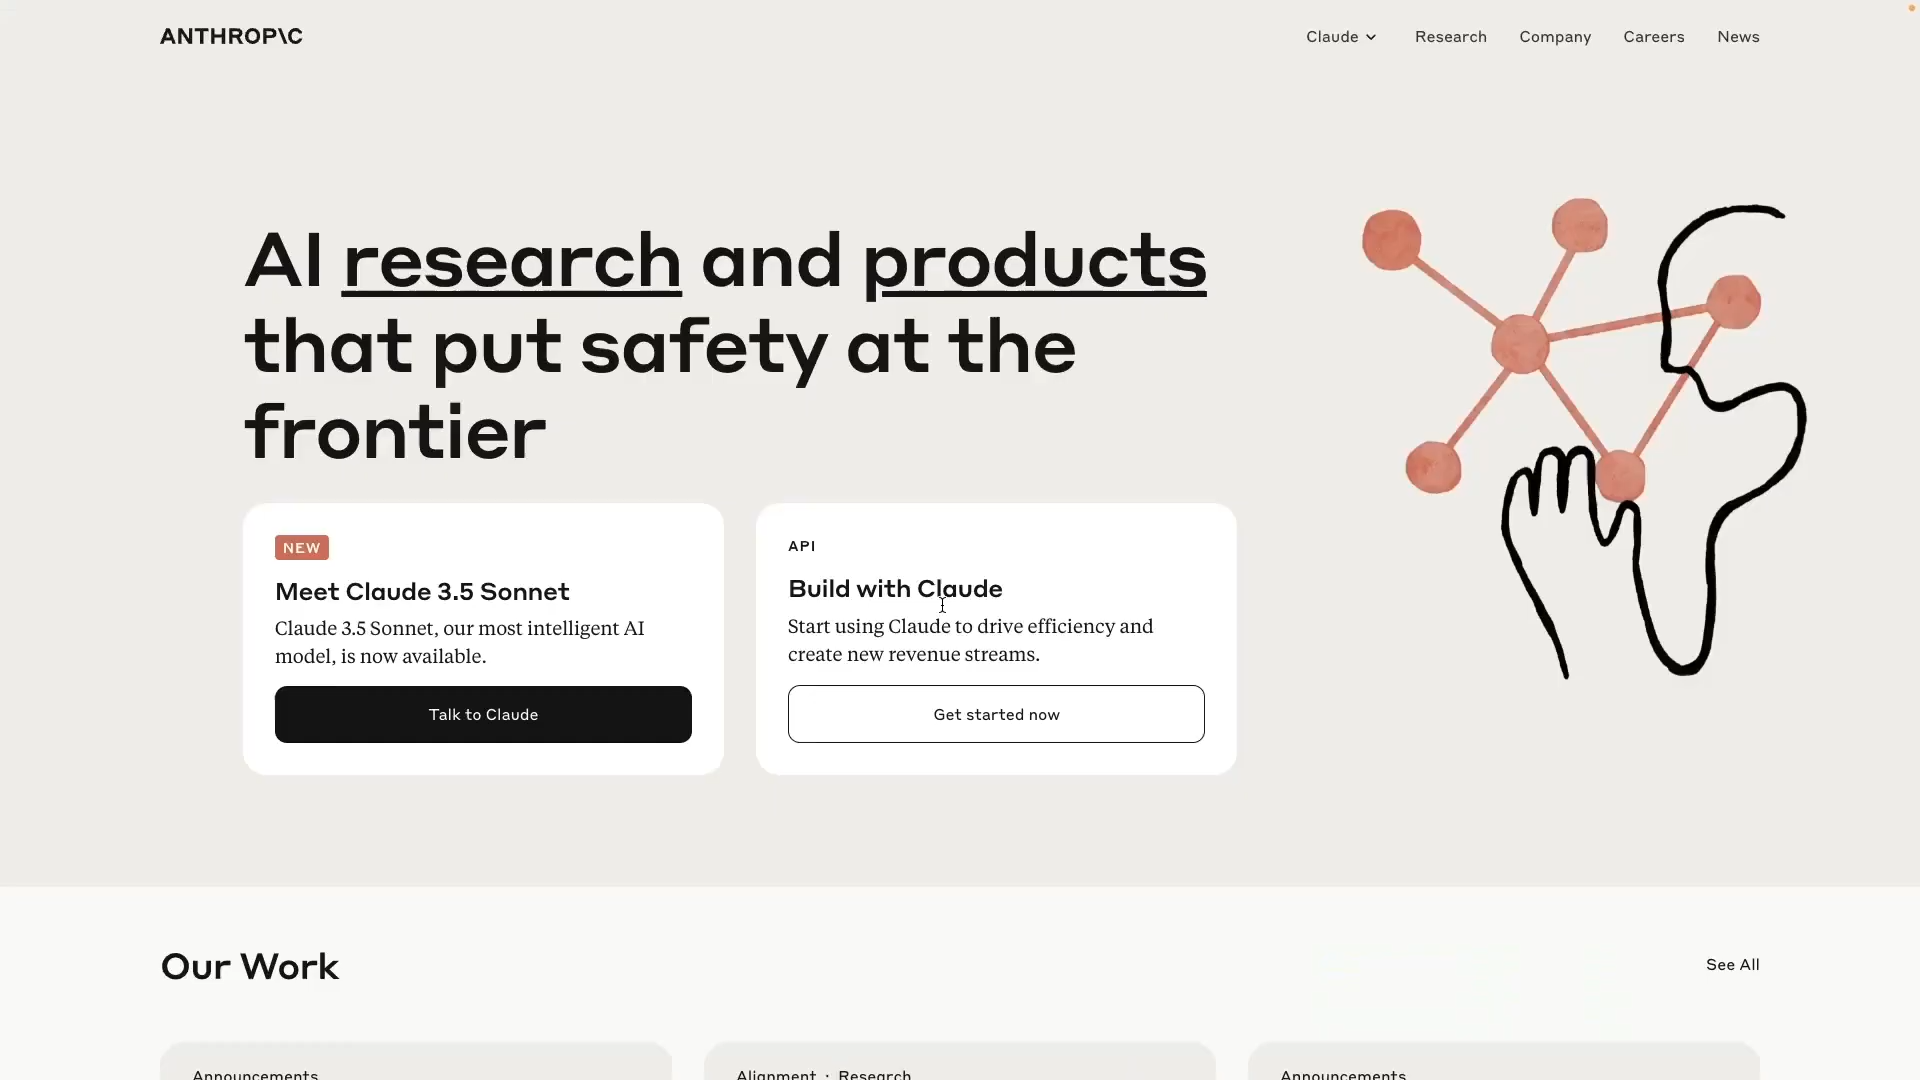 ANTHROP\C
Claude
Research
Company
Careers
News
AI research and products
that put safety at the
frontier
NEW
Meet Claude 3.5 Sonnet
Claude 3.5 Sonnet, our most intelligent AI
model, is now available.
Talk to Claude
API
Build with Claude
Start using Claude to drive efficiency and
create new revenue streams.
Get started now
Our Work
See All
Announcements
Alignment · Research
Announcements